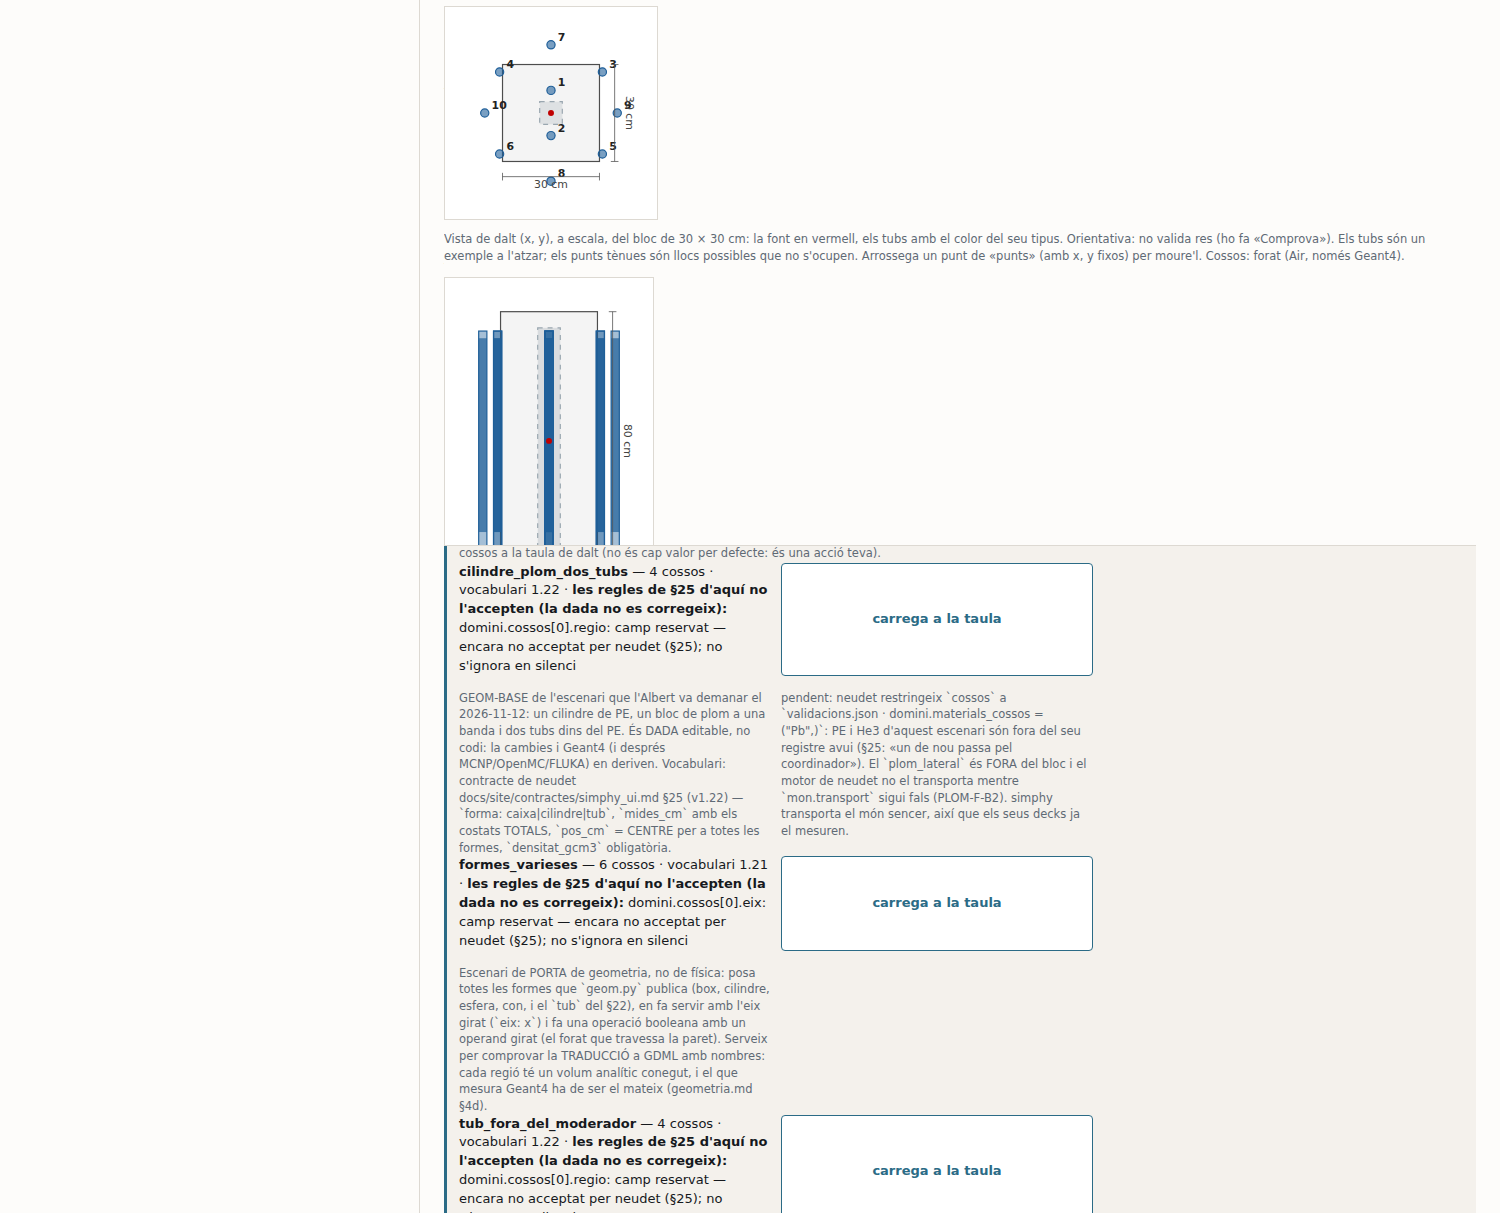 7
4
3
1
10
9
30 cm
2
6
5
8
30 cm
Vista de dalt (x, y), a escala, del bloc de 30 × 30 cm: la font en vermell, els tubs amb el color del seu tipus. Orientativa: no valida res (ho fa «Comprova»). Els tubs són un
exemple a l'atzar; els punts tènues són llocs possibles que no s'ocupen. Arrossega un punt de «punts» (amb x, y fixos) per moure'l. Cossos: forat (Air, només Geant4).
80 cm
cossos a la taula de dalt (no és cap valor per defecte: és una acció teva).
cilindre_plom_dos_tubs — 4 cossos ·
vocabulari 1.22 · les regles de §25 d'aquí no
l'accepten (la dada no es corregeix):
domini.cossos[0].regio: camp reservat —
encara no acceptat per neudet (§25); no
s'ignora en silenci
carrega a la taula
GEOM-BASE de l'escenari que l'Albert va demanar el
2026-11-12: un cilindre de PE, un bloc de plom a una
banda i dos tubs dins del PE. És DADA editable, no
codi: la cambies i Geant4 (i després
MCNP/OpenMC/FLUKA) en deriven. Vocabulari:
contracte de neudet
docs/site/contractes/simphy_ui.md §25 (v1.22) —
`forma: caixa|cilindre|tub`, `mides_cm` amb els
costats TOTALS, `pos_cm` = CENTRE per a totes les
formes, `densitat_gcm3` obligatòria.
pendent: neudet restringeix `cossos` a
`validacions.json · domini.materials_cossos =
("Pb",)`: PE i He3 d'aquest escenari són fora del seu
registre avui (§25: «un de nou passa pel
coordinador»). El `plom_lateral` és FORA del bloc i el
motor de neudet no el transporta mentre
`mon.transport` sigui fals (PLOM-F-B2). simphy
transporta el món sencer, així que els seus decks ja
el mesuren.
formes_varieses — 6 cossos · vocabulari 1.21
· les regles de §25 d'aquí no l'accepten (la
dada no es corregeix): domini.cossos[0].eix:
camp reservat — encara no acceptat per
neudet (§25); no s'ignora en silenci
carrega a la taula
Escenari de PORTA de geometria, no de física: posa
totes les formes que `geom.py` publica (box, cilindre,
esfera, con, i el `tub` del §22), en fa servir amb l'eix
girat (`eix: x`) i fa una operació booleana amb un
operand girat (el forat que travessa la paret). Serveix
per comprovar la TRADUCCIÓ a GDML amb nombres:
cada regió té un volum analític conegut, i el que
mesura Geant4 ha de ser el mateix (geometria.md
§4d).
tub_fora_del_moderador — 4 cossos ·
vocabulari 1.22 · les regles de §25 d'aquí no
l'accepten (la dada no es corregeix):
domini.cossos[0].regio: camp reservat —
encara no acceptat per neudet (§25); no
carrega a la taula